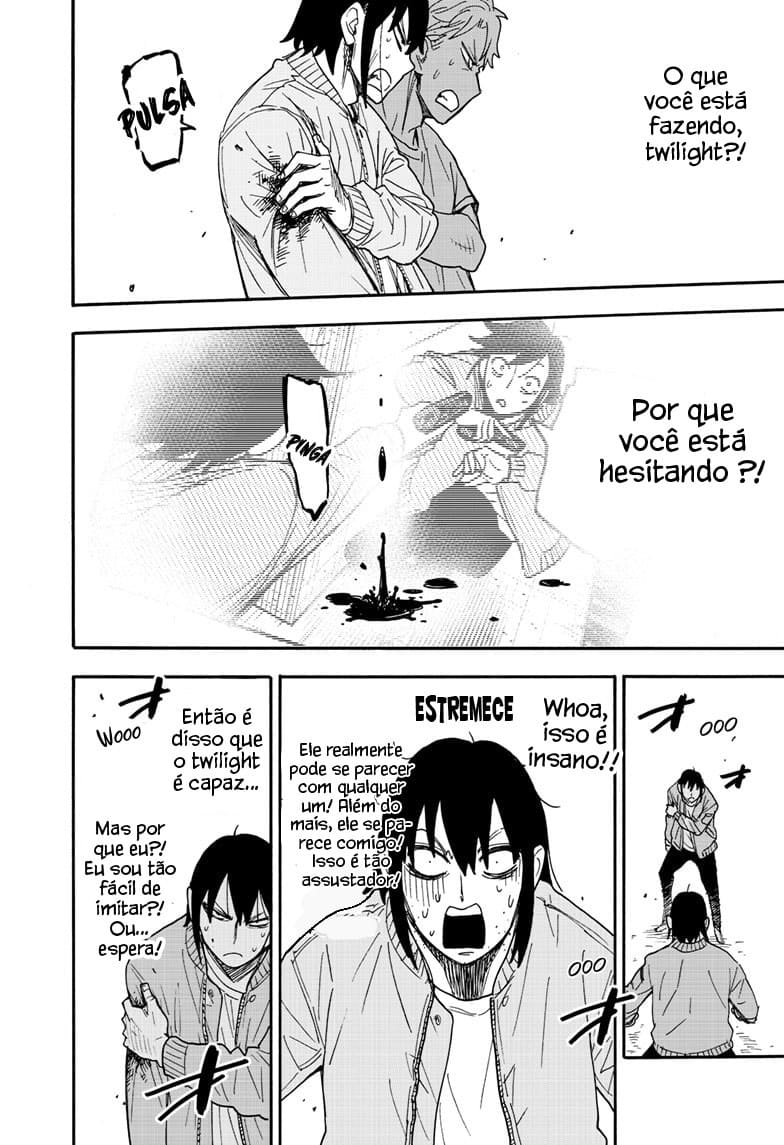 O que
você está
fazendo,
twilight?!
PULSA
Por que
você está
hesitando ?!
PINGA
OOO
Whoa,
isso é
insano!!
ESTREMECE
Ele realmente
pode se parecer
com qualquer
um! Além do
mais, ele se pa-
rece comigo!
Isso é tão
assustador!
OOO
Então é
disso que
o twilight
é capaz...
WOOO
Mas por
que eu?!
Eu sou tão
fácil de
imitar?!
Ou...
espera!